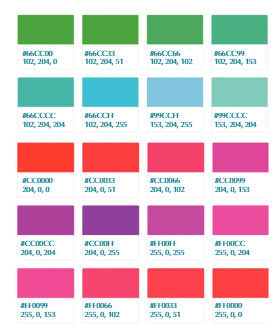 #66CC00 #66CC33 #66CC66 #66CC99
102, 204, 0 102, 204, 51 102, 204, 102 102, 204, 153
#66CCCC #66CCFF #99CCFF #99CCCC
102, 204, 204 102, 204, 255 153, 204, 255 153, 204, 204
#CC0000 #CC0033 #CC0066 #CC0099
204, 0, 0 204, 0, 51 204, 0, 102 204, 0, 153
#CC00CC #CC00FF #FF00FF #FF00CC
204, 0, 204 204, 0, 255 255, 0, 255 255, 0, 204
#FF0099 #FF0066 #FF0033 #FF0000
255, 0, 153 255, 0, 102 255, 0, 51 255, 0, 0